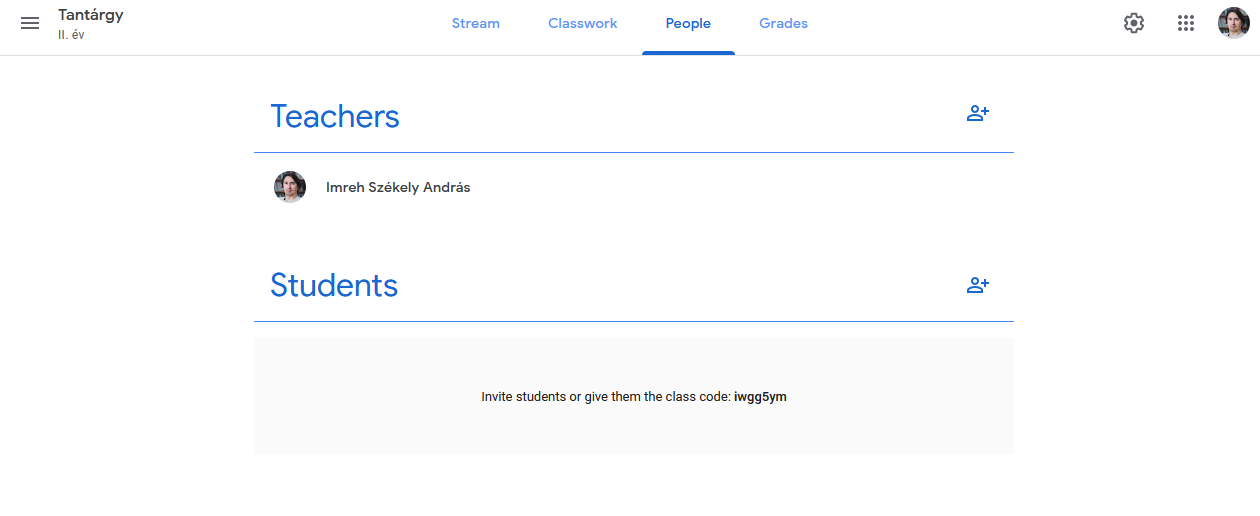 Tantárgy
II. év
Stream Classwork People Grades
Teachers
Imreh Székely András
Students
Invite students or give them the class code: iwgg5ym